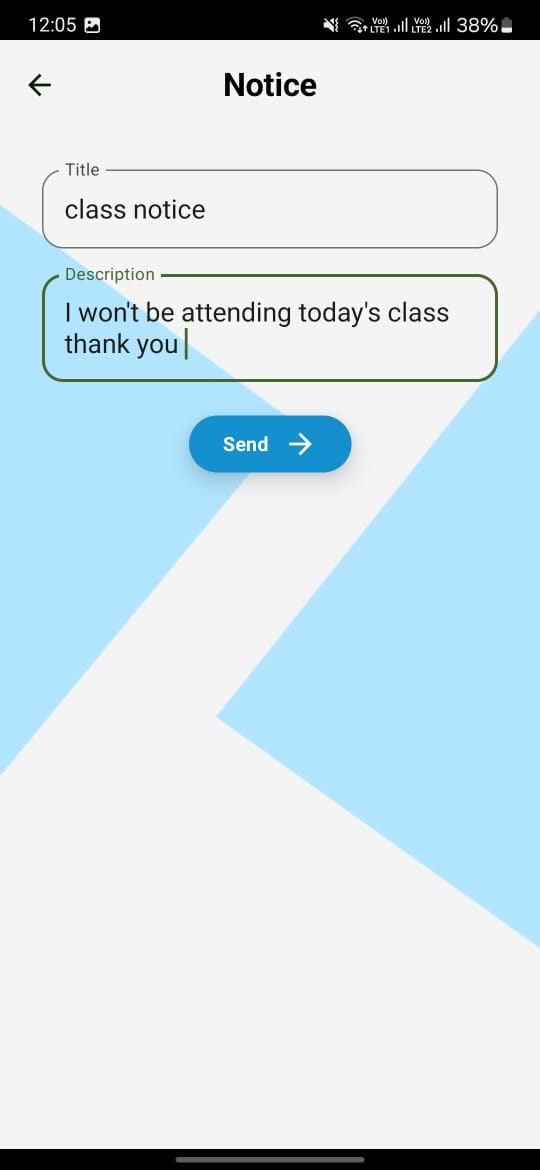 12:05 Vo)) LTE1 Vo)) LTE2 38%
Notice
Title
class notice
Description
I won't be attending today's class
thank you
Send